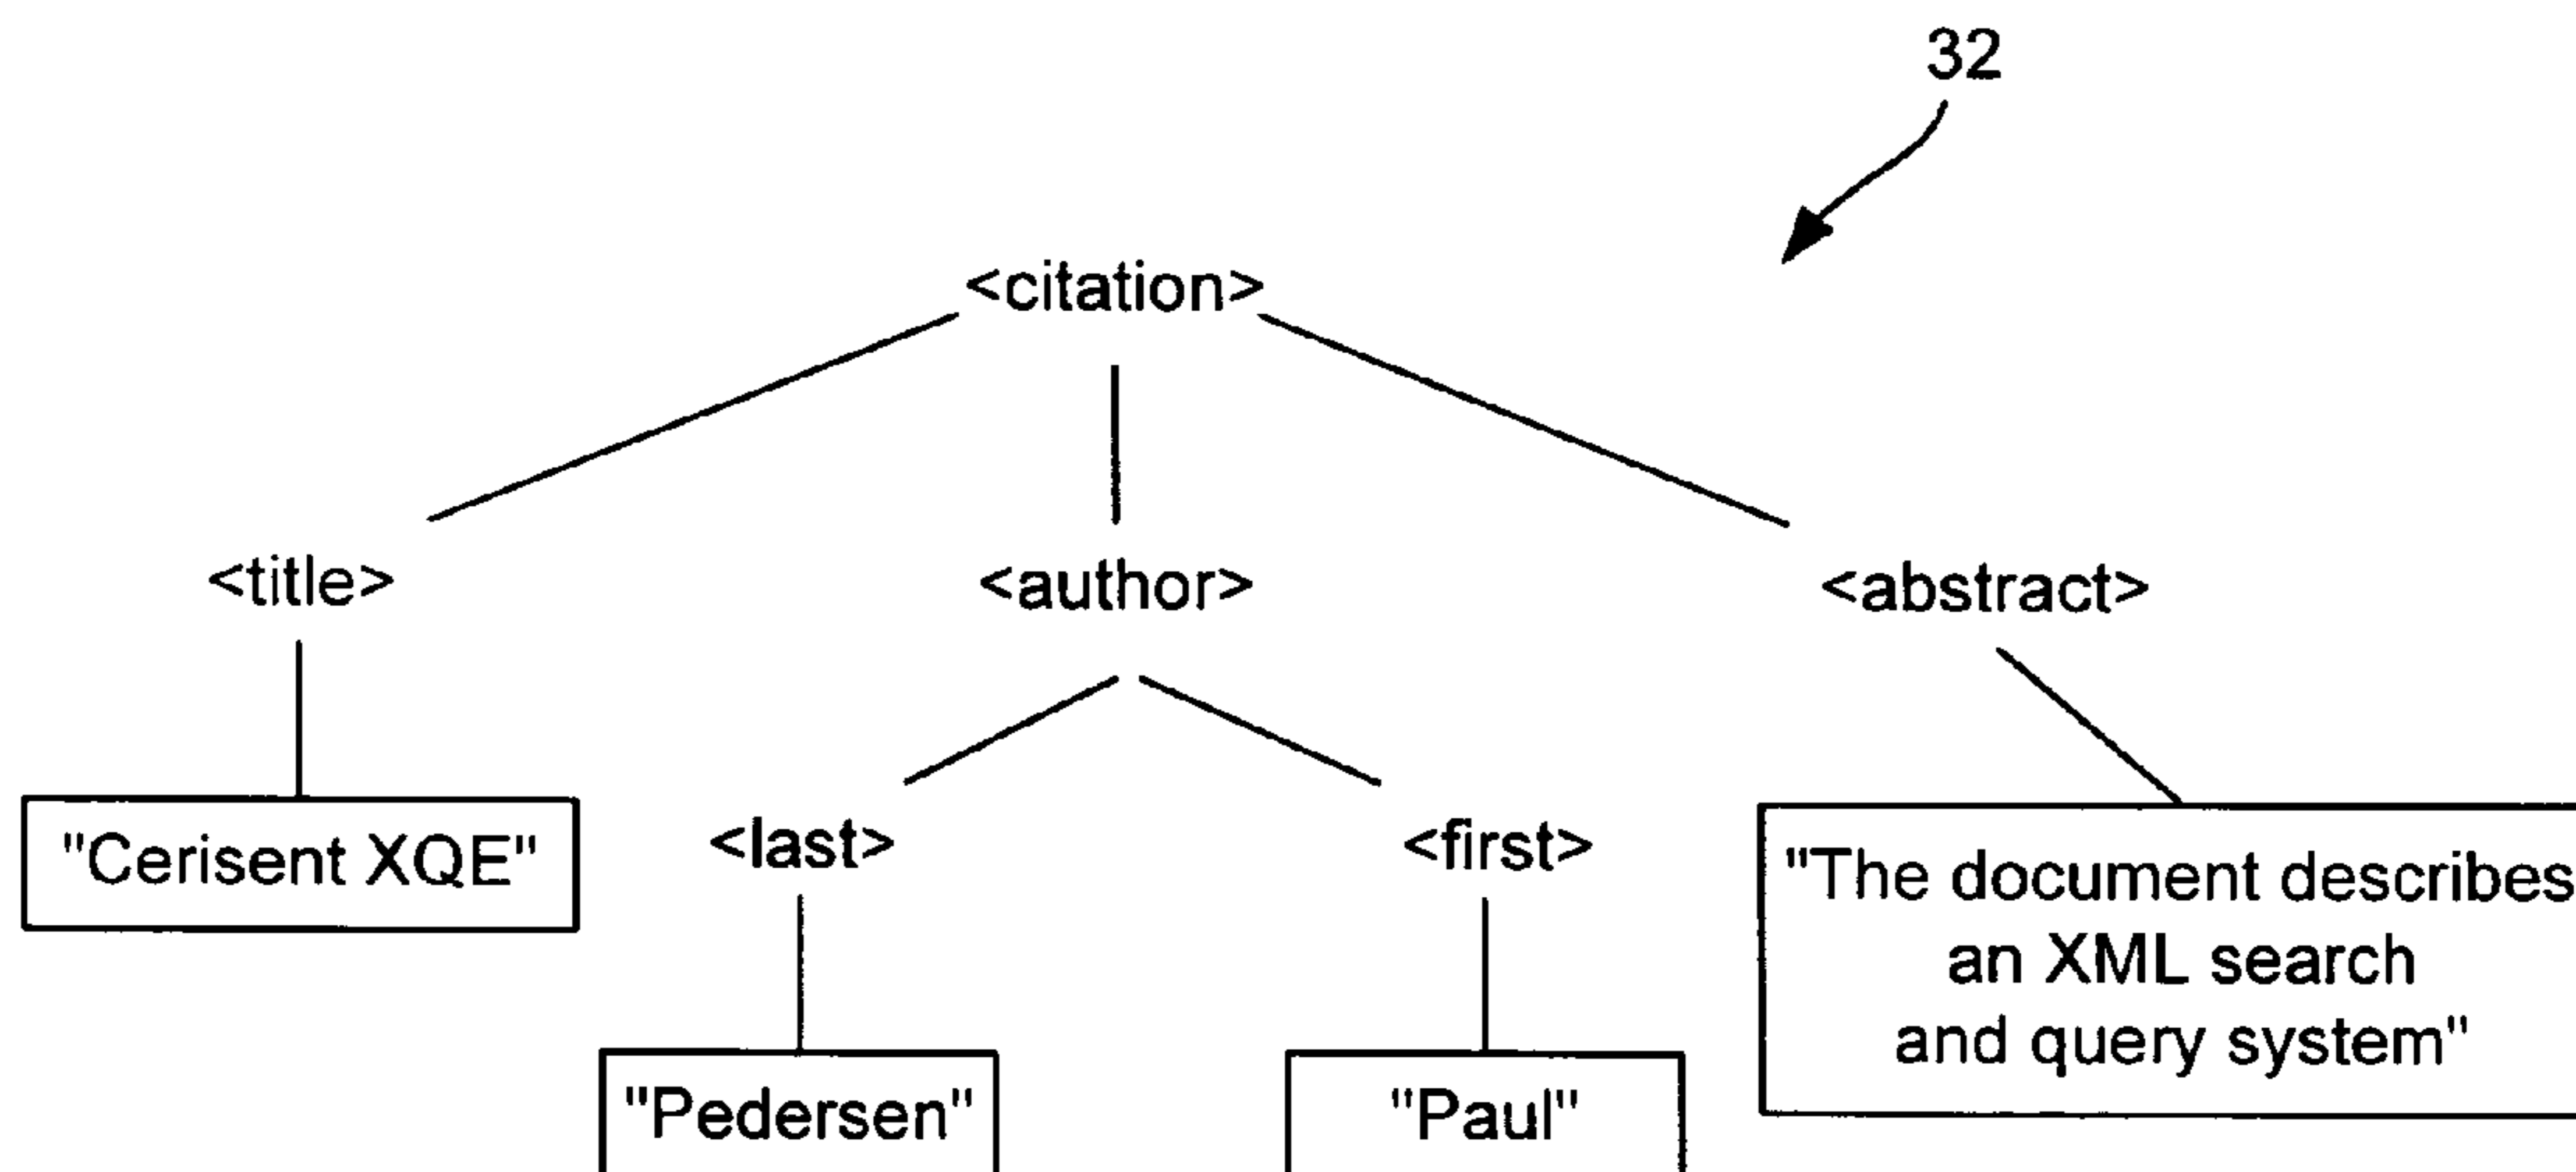 32
<citation>
<title>
<author>
<abstract>
"Cerisent XQE"
<last>
<first>
"The document describes
an XML search
and query system"
"Pedersen"
"Paul"